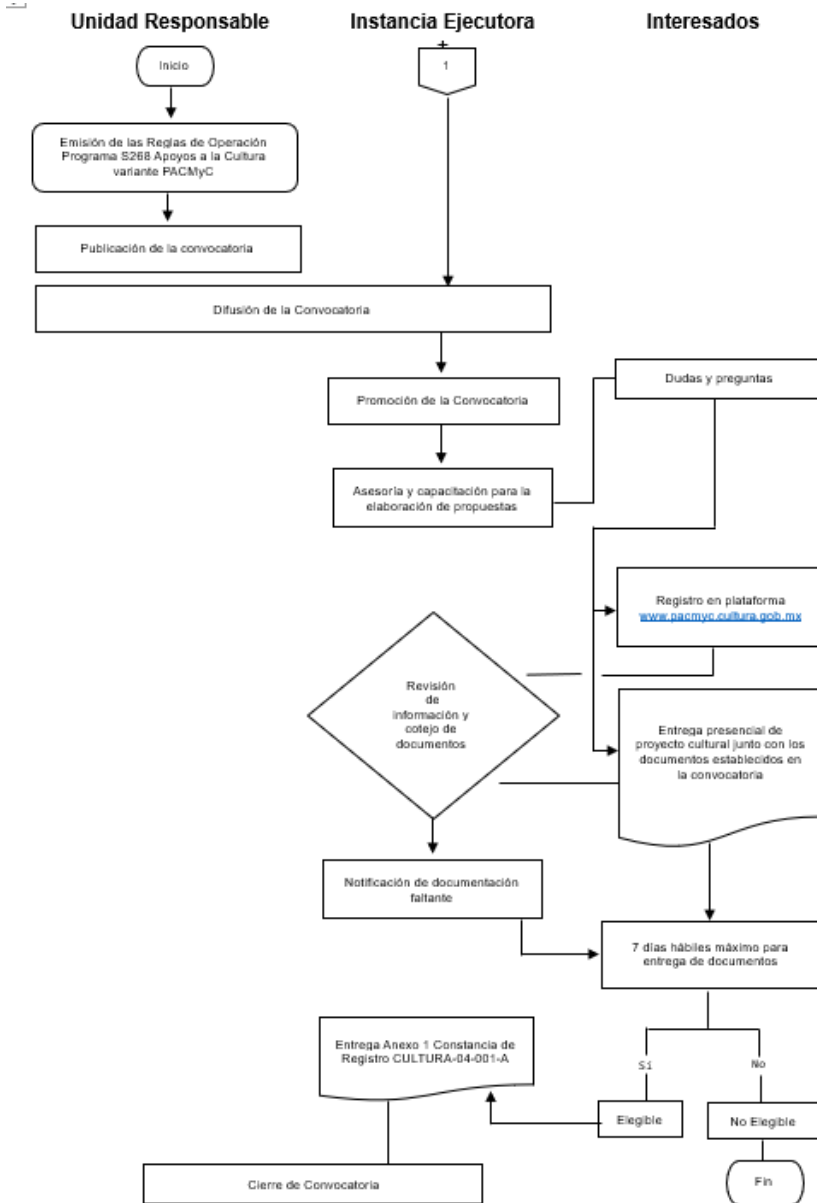 Unidad Responsable
Instancia Ejecutora
Interesados
Inicio
1
Emisión de las Reglas de Operación
Programa S268 Apoyos a la Cultura
variante PACMyC
Publicación de la convocatoria
Difusión de la Convocatoria
Promoción de la Convocatoria
Dudas y preguntas
Asesoría y capacitación para la
elaboración de propuestas
Registro en plataforma
www.pacmyc.cultura.gob.mx
Revisión
de
información y
cotejo de
documentos
Entrega presencial de
proyecto cultural junto con los
documentos establecidos en
la convocatoria
Notificación de documentación
faltante
7 días hábiles máximo para
entrega de documentos
Entrega Anexo 1 Constancia de
Registro CULTURA-04-001-A
Sí
No
Elegible
No Elegible
Cierre de Convocatoria
Fin